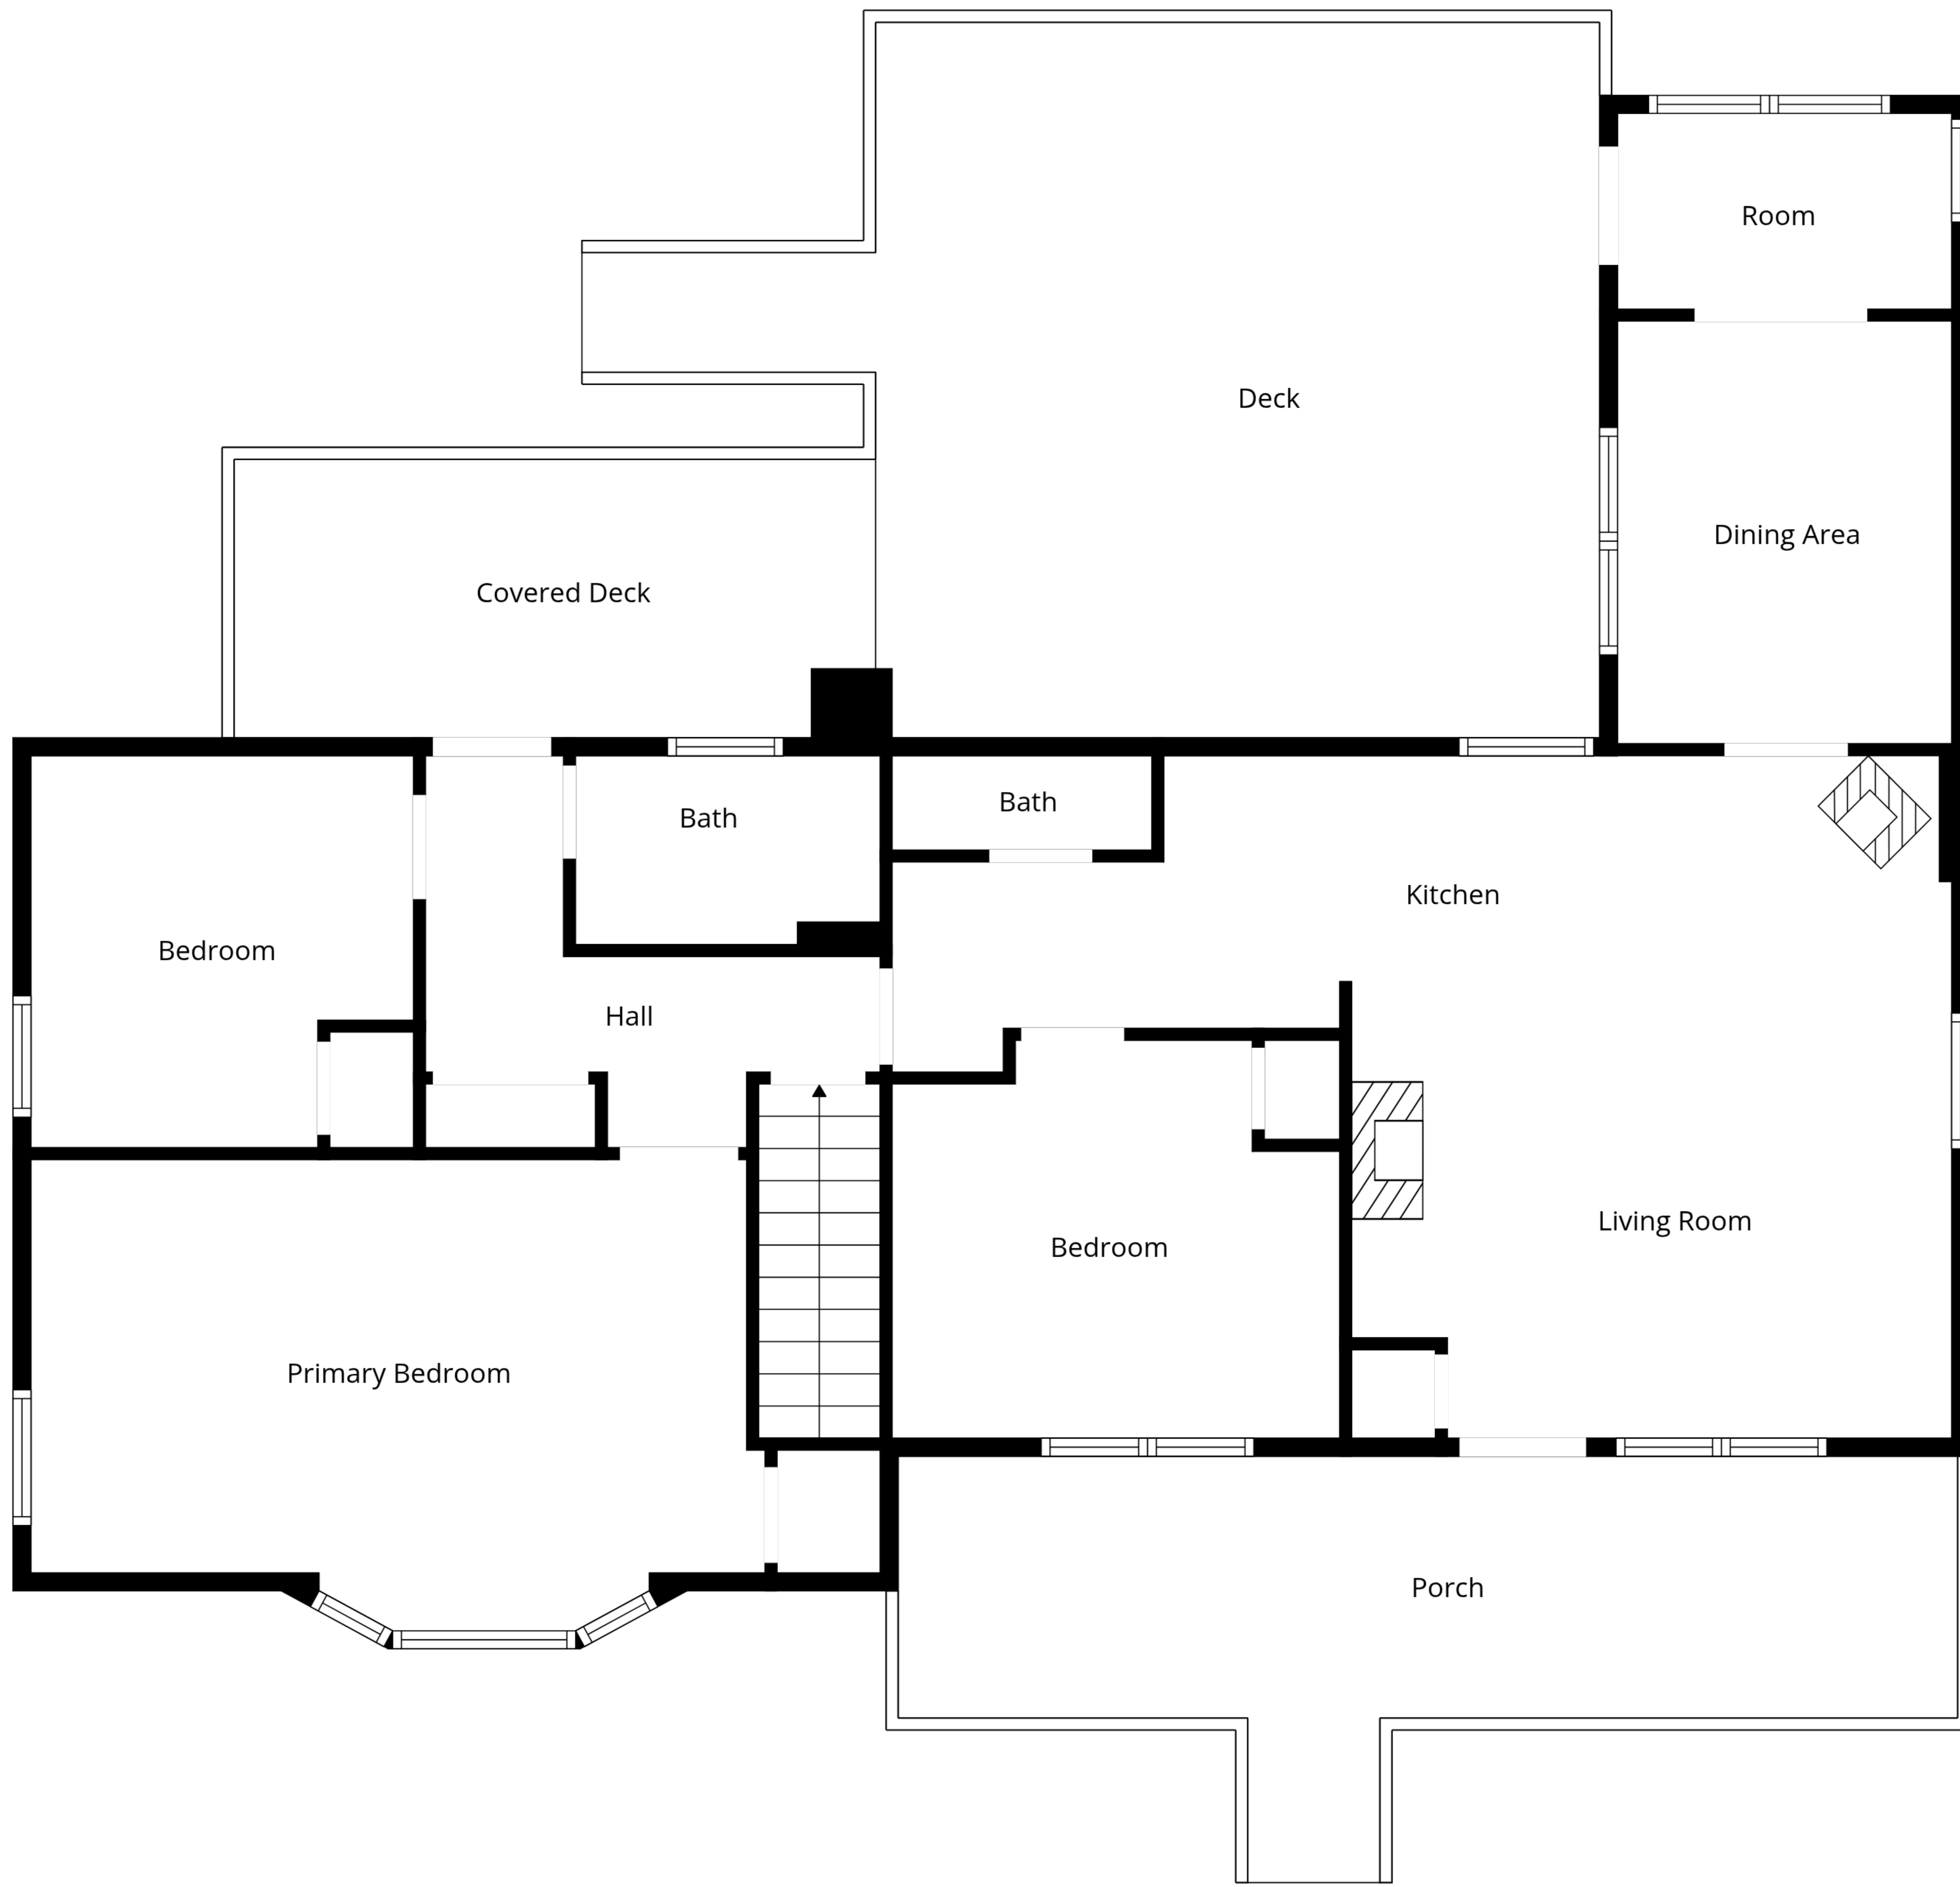 Room
Deck
Dining Area
Covered Deck
Bath
Bath
Kitchen
Bedroom
Hall
Living Room
Bedroom
Primary Bedroom
Porch